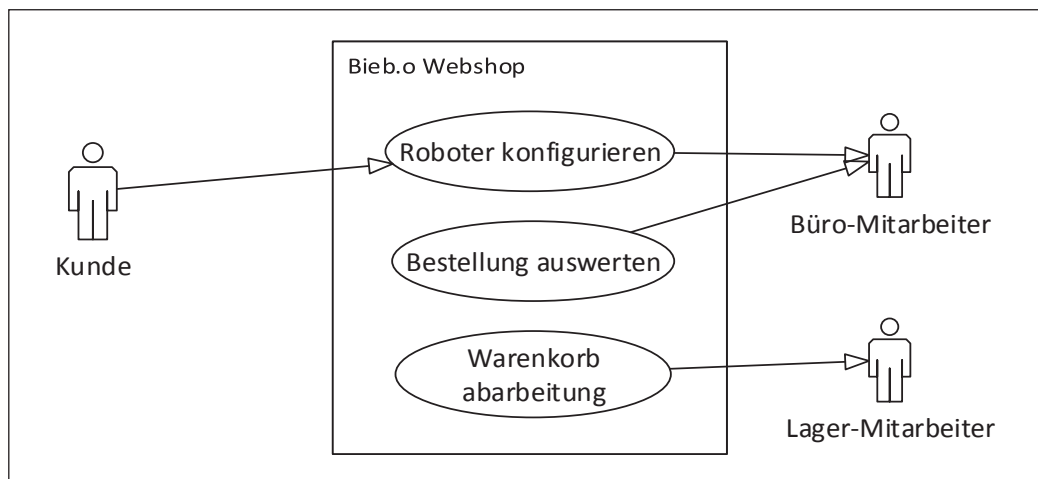 Bieb.o Webshop
Roboter konfigurieren
Kunde
Büro-Mitarbeiter
Bestellung auswerten
Warenkorb
abarbeitung
Lager-Mitarbeiter